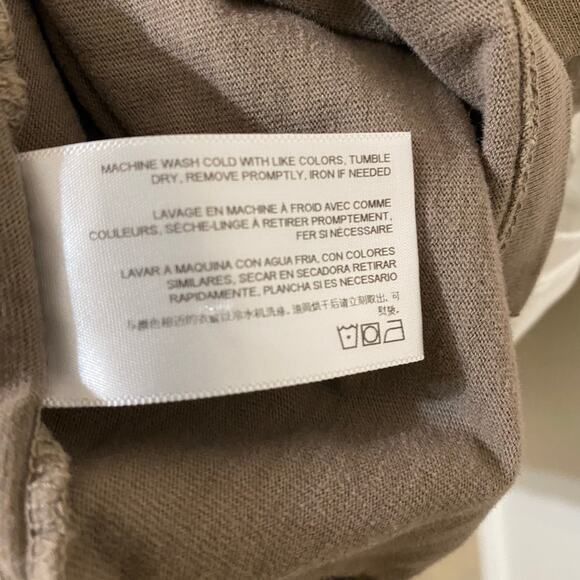 MACHINE WASH COLD WITH LIKE COLORS, TUMBLE
DRY, REMOVE PROMPTLY, IRON IF NEEDED
LAVAGE EN MACHINE À FROID AVEC COMME
COULEURS, SÈCHE-LINGE À RETIRER PROMPTEMENT,
FER SI NÉCESSAIRE
LAVAR A MAQUINA CON AGUA FRIA, CON COLORES
SIMILARES, SECAR EN SECADORA RETIRAR
RAPIDAMENTE, PLANCHA SI ES NECESARIO
与颜色相近的衣服以冷水机洗涤。滚筒烘干后请立刻取出。可
熨烫。